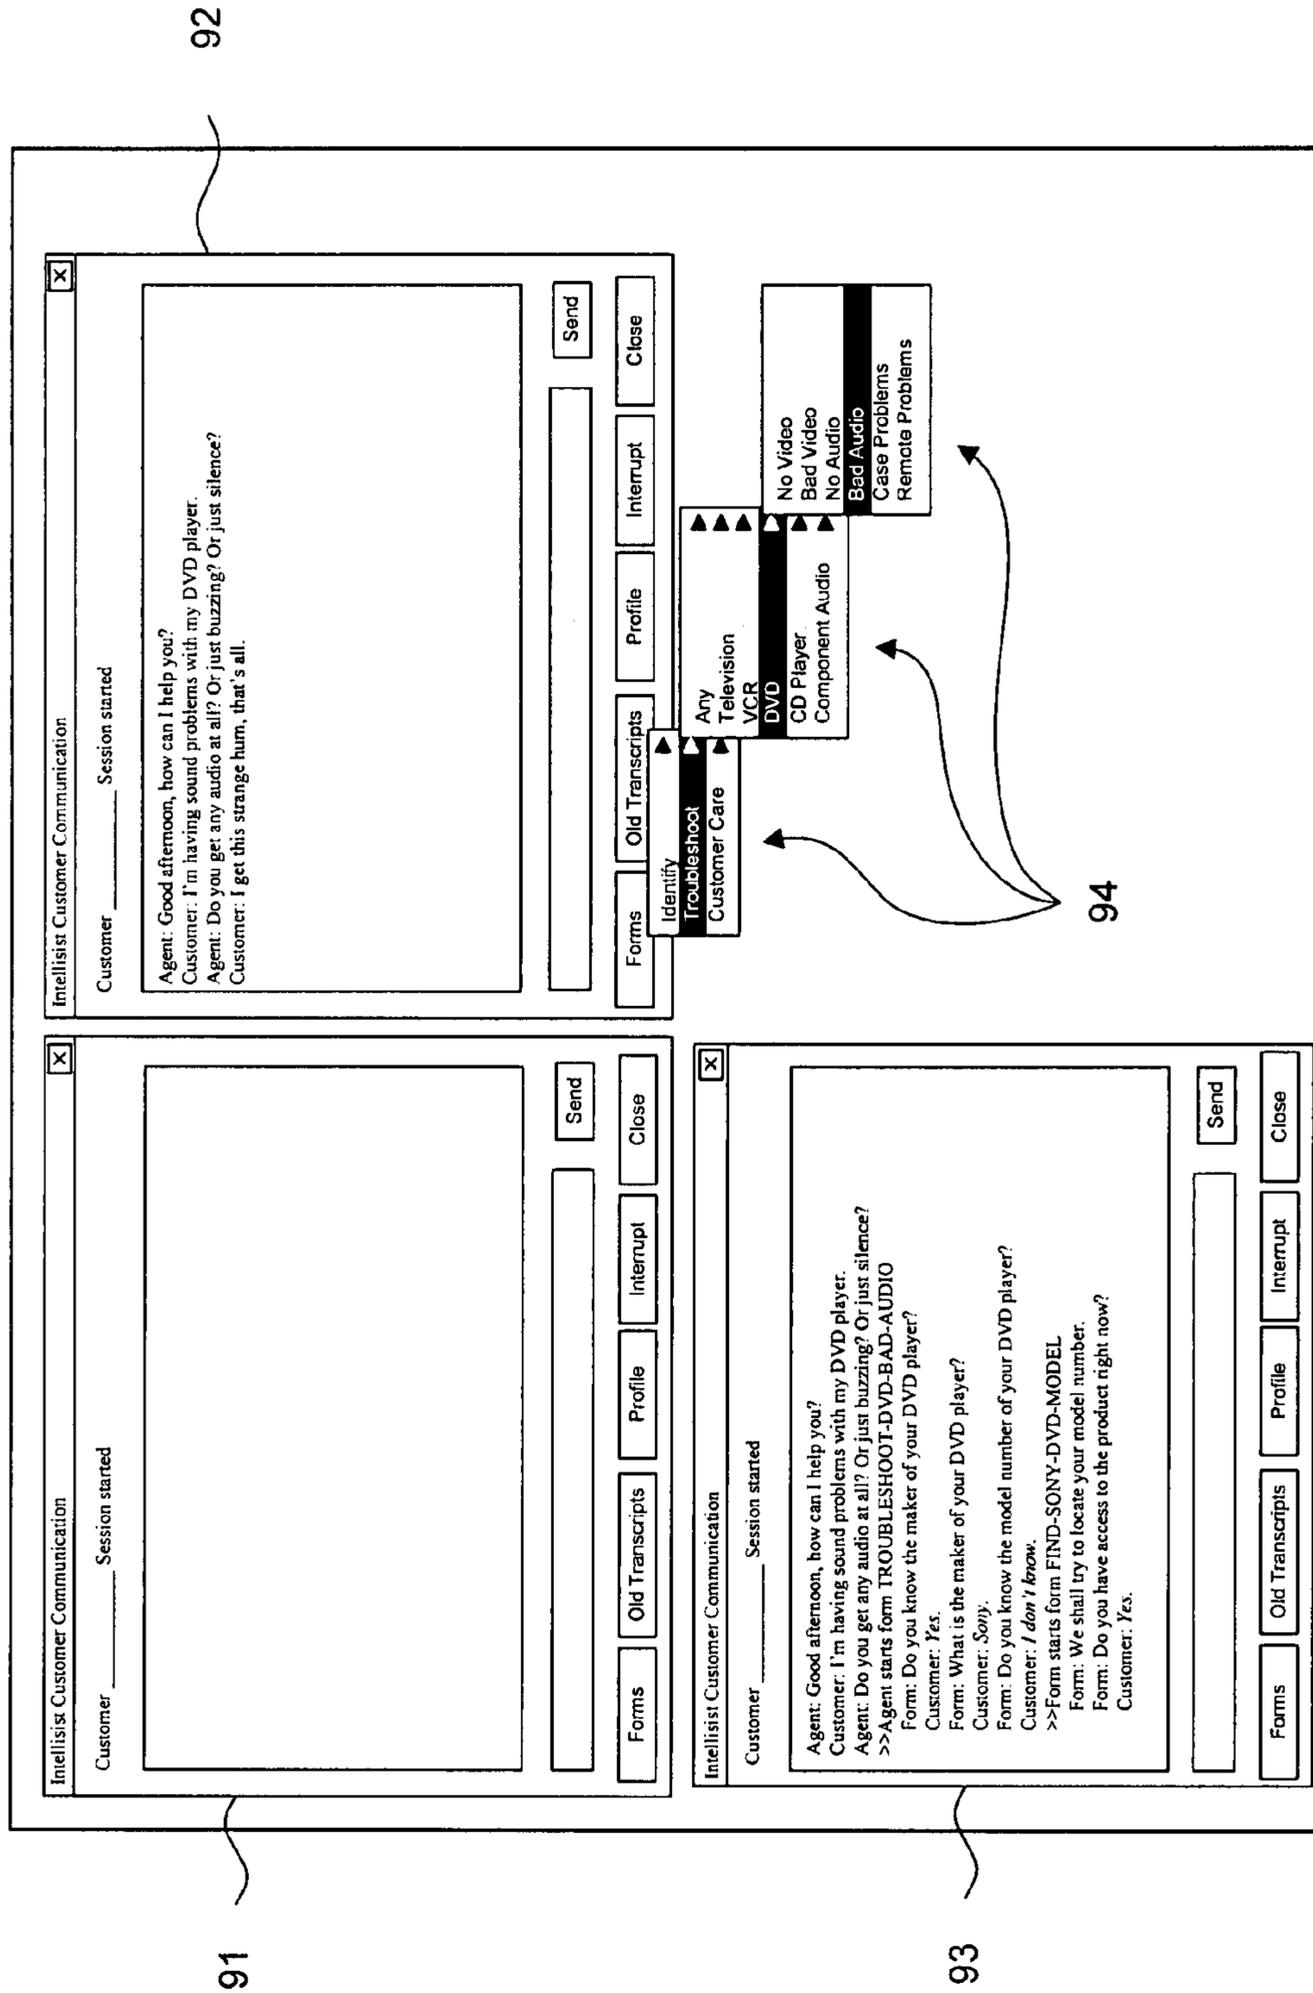 91
Intellisist Customer Communication
X
Customer ______ Session started
Send
Forms
Old Transcripts
Profile
Interrupt
Close
92
Intellisist Customer Communication
X
Customer ______ Session started
Agent: Good afternoon, how can I help you?
Customer: I'm having sound problems with my DVD player.
Agent: Do you get any audio at all? Or just buzzing? Or just silence?
Customer: I get this strange hum, that's all.
Send
Forms
Old Transcripts
Profile
Interrupt
Close
Identify
Troubleshoot
Customer Care
Any
Television
VCR
DVD
CD Player
Component Audio
No Video
Bad Video
No Audio
Bad Audio
Case Problems
Remote Problems
94
93
Intellisist Customer Communication
X
Customer ______ Session started
Agent: Good afternoon, how can I help you?
Customer: I'm having sound problems with my DVD player.
Agent: Do you get any audio at all? Or just buzzing? Or just silence?
>>Agent starts form TROUBLESHOOT-DVD-BAD-AUDIO
Form: Do you know the maker of your DVD player?
Customer: Yes.
Form: What is the maker of your DVD player?
Customer: Sony.
Form: Do you know the model number of your DVD player?
Customer: I don't know.
>>Form starts form FIND-SONY-DVD-MODEL
Form: We shall try to locate your model number.
Form: Do you have access to the product right now?
Customer: Yes.
Send
Forms
Old Transcripts
Profile
Interrupt
Close